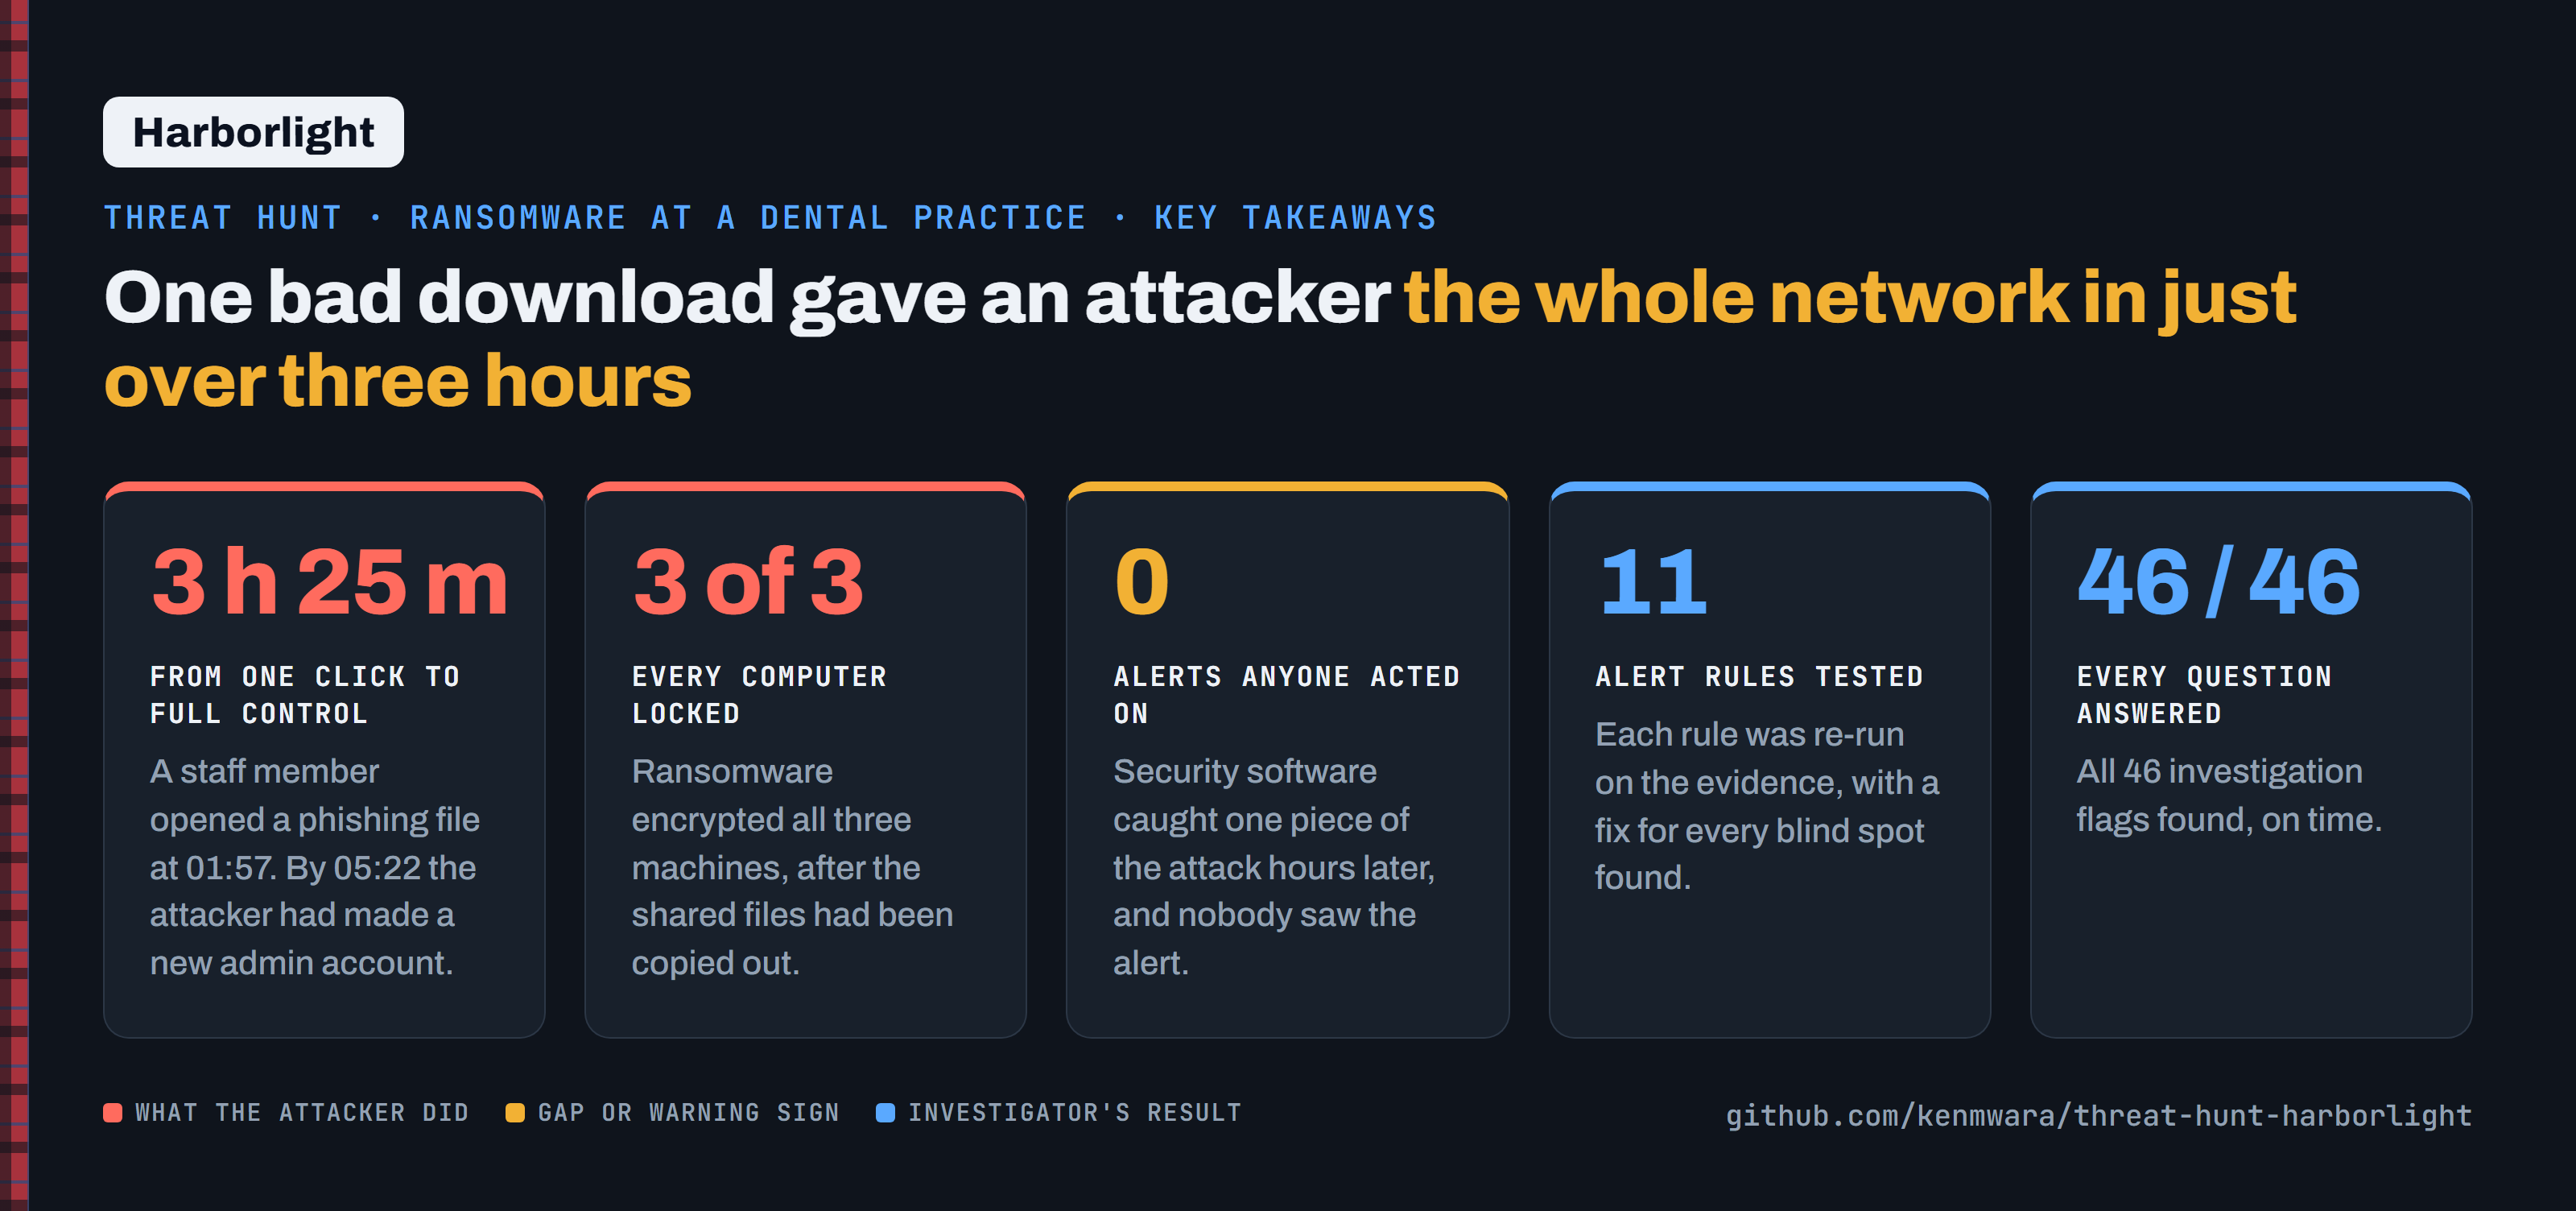 Harborlight
THREAT HUNT · RANSOMWARE AT A DENTAL PRACTICE · KEY TAKEAWAYS
One bad download gave an attacker the whole network in just
over three hours
3 h 25 m
FROM ONE CLICK TO
FULL CONTROL
A staff member
opened a phishing file
at 01:57. By 05:22 the
attacker had made a
new admin account.
3 of 3
EVERY COMPUTER
LOCKED
Ransomware
encrypted all three
machines, after the
shared files had been
copied out.
0
ALERTS ANYONE ACTED
ON
Security software
caught one piece of
the attack hours later,
and nobody saw the
alert.
11
ALERT RULES TESTED
Each rule was re-run
on the evidence, with a
fix for every blind spot
found.
46 / 46
EVERY QUESTION
ANSWERED
All 46 investigation
flags found, on time.
WHAT THE ATTACKER DID
GAP OR WARNING SIGN
INVESTIGATOR'S RESULT
github.com/kenmwara/threat-hunt-harborlight